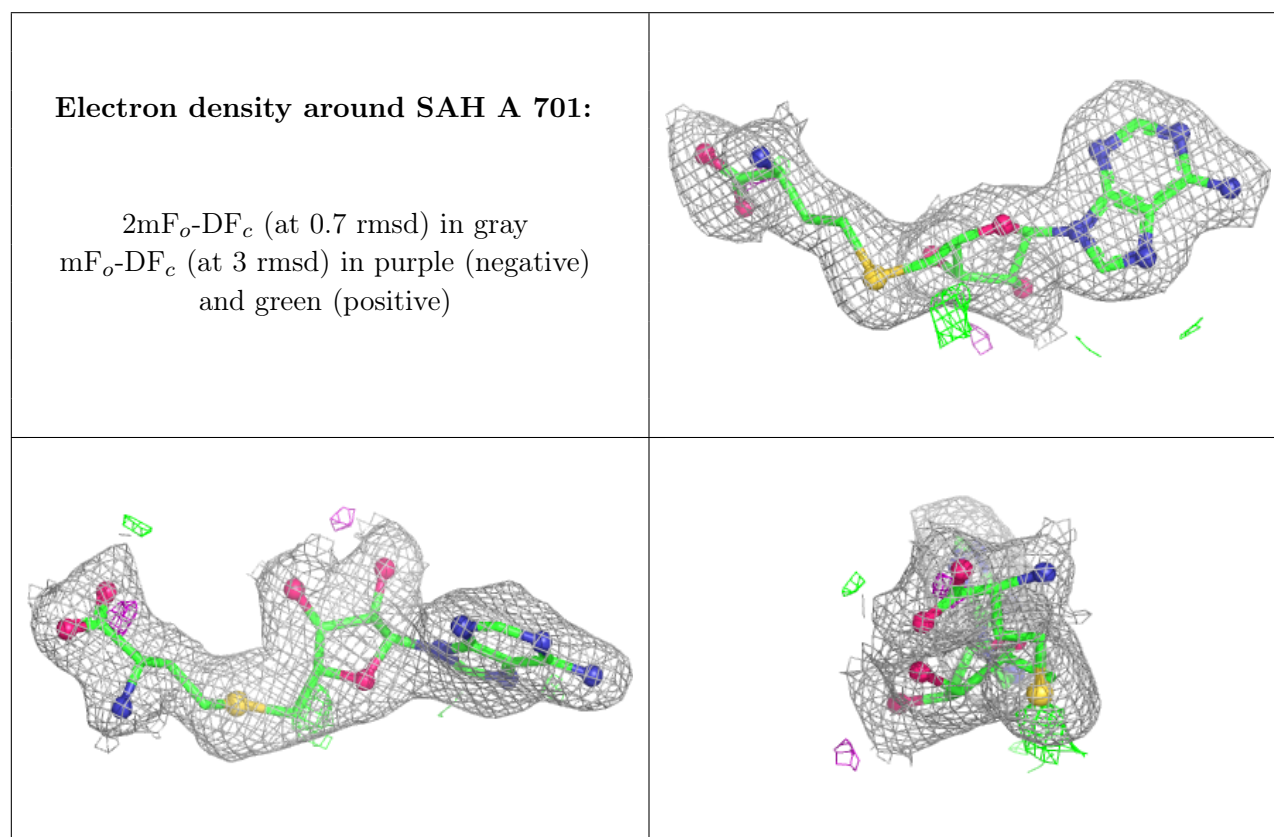 Electron density around SAH A 701:
2mFo-DFc (at 0.7 rmsd) in gray
mFo-DFc (at 3 rmsd) in purple (negative)
and green (positive)